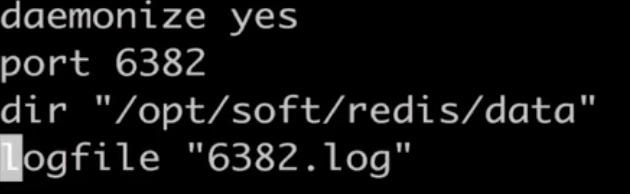 daemonize yes
port 6382
dir "/opt/soft/redis/data"
logfile "6382.log"